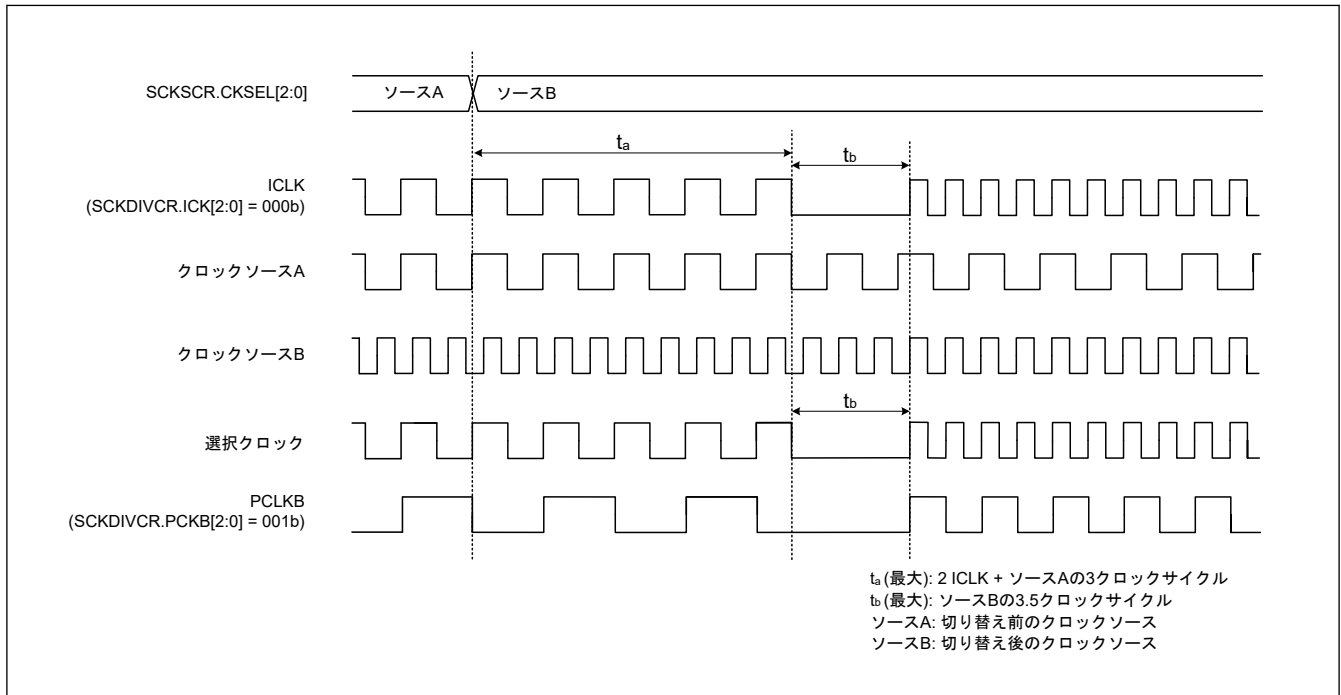 SCKSCR.CKSEL[2:0]
ソースA
ソースB
ta
tb
ICLK
(SCKDIVCR.ICK[2:0] = 000b)
クロックソースA
クロックソースB
tb
選択クロック
PCLKB
(SCKDIVCR.PCKB[2:0] = 001b)
ta (最大): 2 ICLK + ソースAの3クロックサイクル
tb (最大): ソースBの3.5クロックサイクル
ソースA: 切り替え前のクロックソース
ソースB: 切り替え後のクロックソース